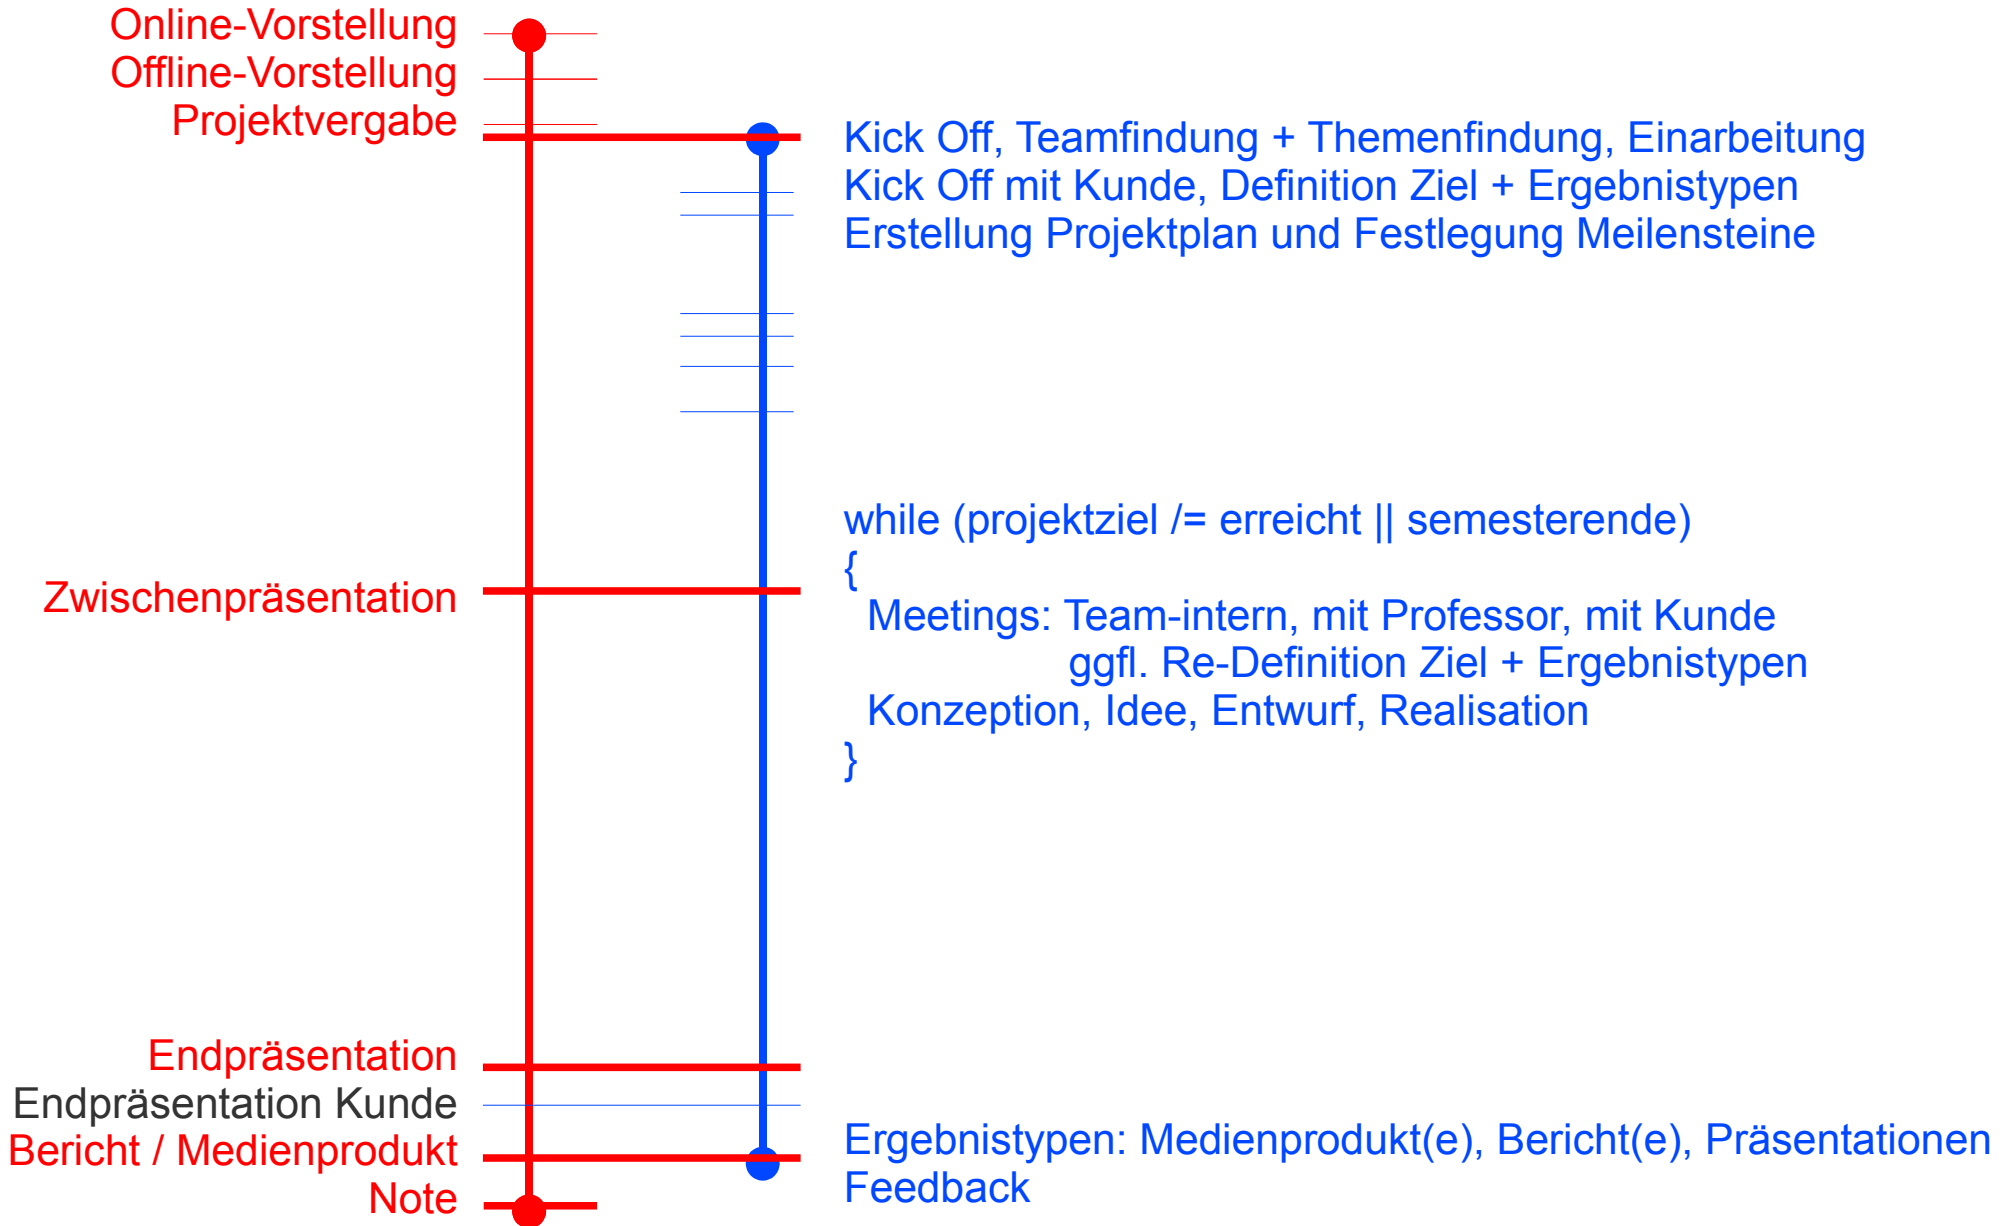 Online-Vorstellung
Offline-Vorstellung
Projektvergabe
Kick Off, Teamfindung + Themenfindung, Einarbeitung
Kick Off mit Kunde, Definition Ziel + Ergebnistypen
Erstellung Projektplan und Festlegung Meilensteine
while (projektziel /= erreicht || semesterende)
{
Zwischenpräsentation
Meetings: Team-intern, mit Professor, mit Kunde
ggfl. Re-Definition Ziel + Ergebnistypen
Konzeption, Idee, Entwurf, Realisation
}
Endpräsentation
Endpräsentation Kunde
Bericht / Medienprodukt
Note
Ergebnistypen: Medienprodukt(e), Bericht(e), Präsentationen
Feedback